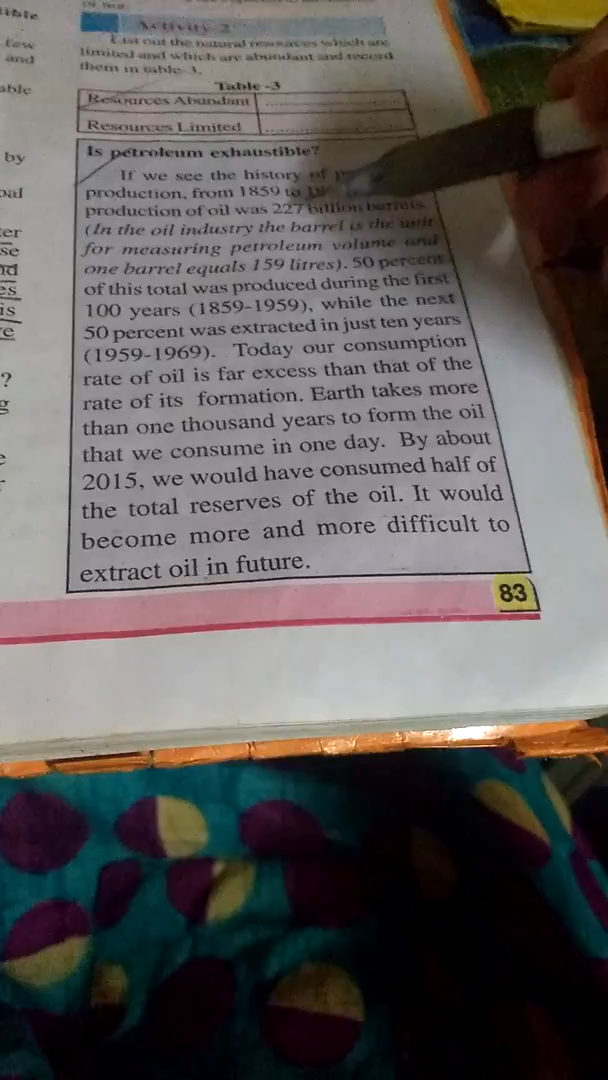 ible
few
and
able
by
oal
ter
se
nd
es
is
e
?
g
e
Activity-2
List out the natural resources which are
limited and which are abundant and record
them in table-3.
Table -3
Resources Abundant ........................
Resources Limited ........................
Is petroleum exhaustible?
If we see the history of
production, from 1859 to
production of oil was 227 billion barrels.
(In the oil industry the barrel is the unit
for measuring petroleum volume and
one barrel equals 159 litres). 50 percent
of this total was produced during the first
100 years (1859-1959), while the next
50 percent was extracted in just ten years
(1959-1969). Today our consumption
rate of oil is far excess than that of the
rate of its formation. Earth takes more
than one thousand years to form the oil
that we consume in one day. By about
2015, we would have consumed half of
the total reserves of the oil. It would
become more and more difficult to
extract oil in future.
83